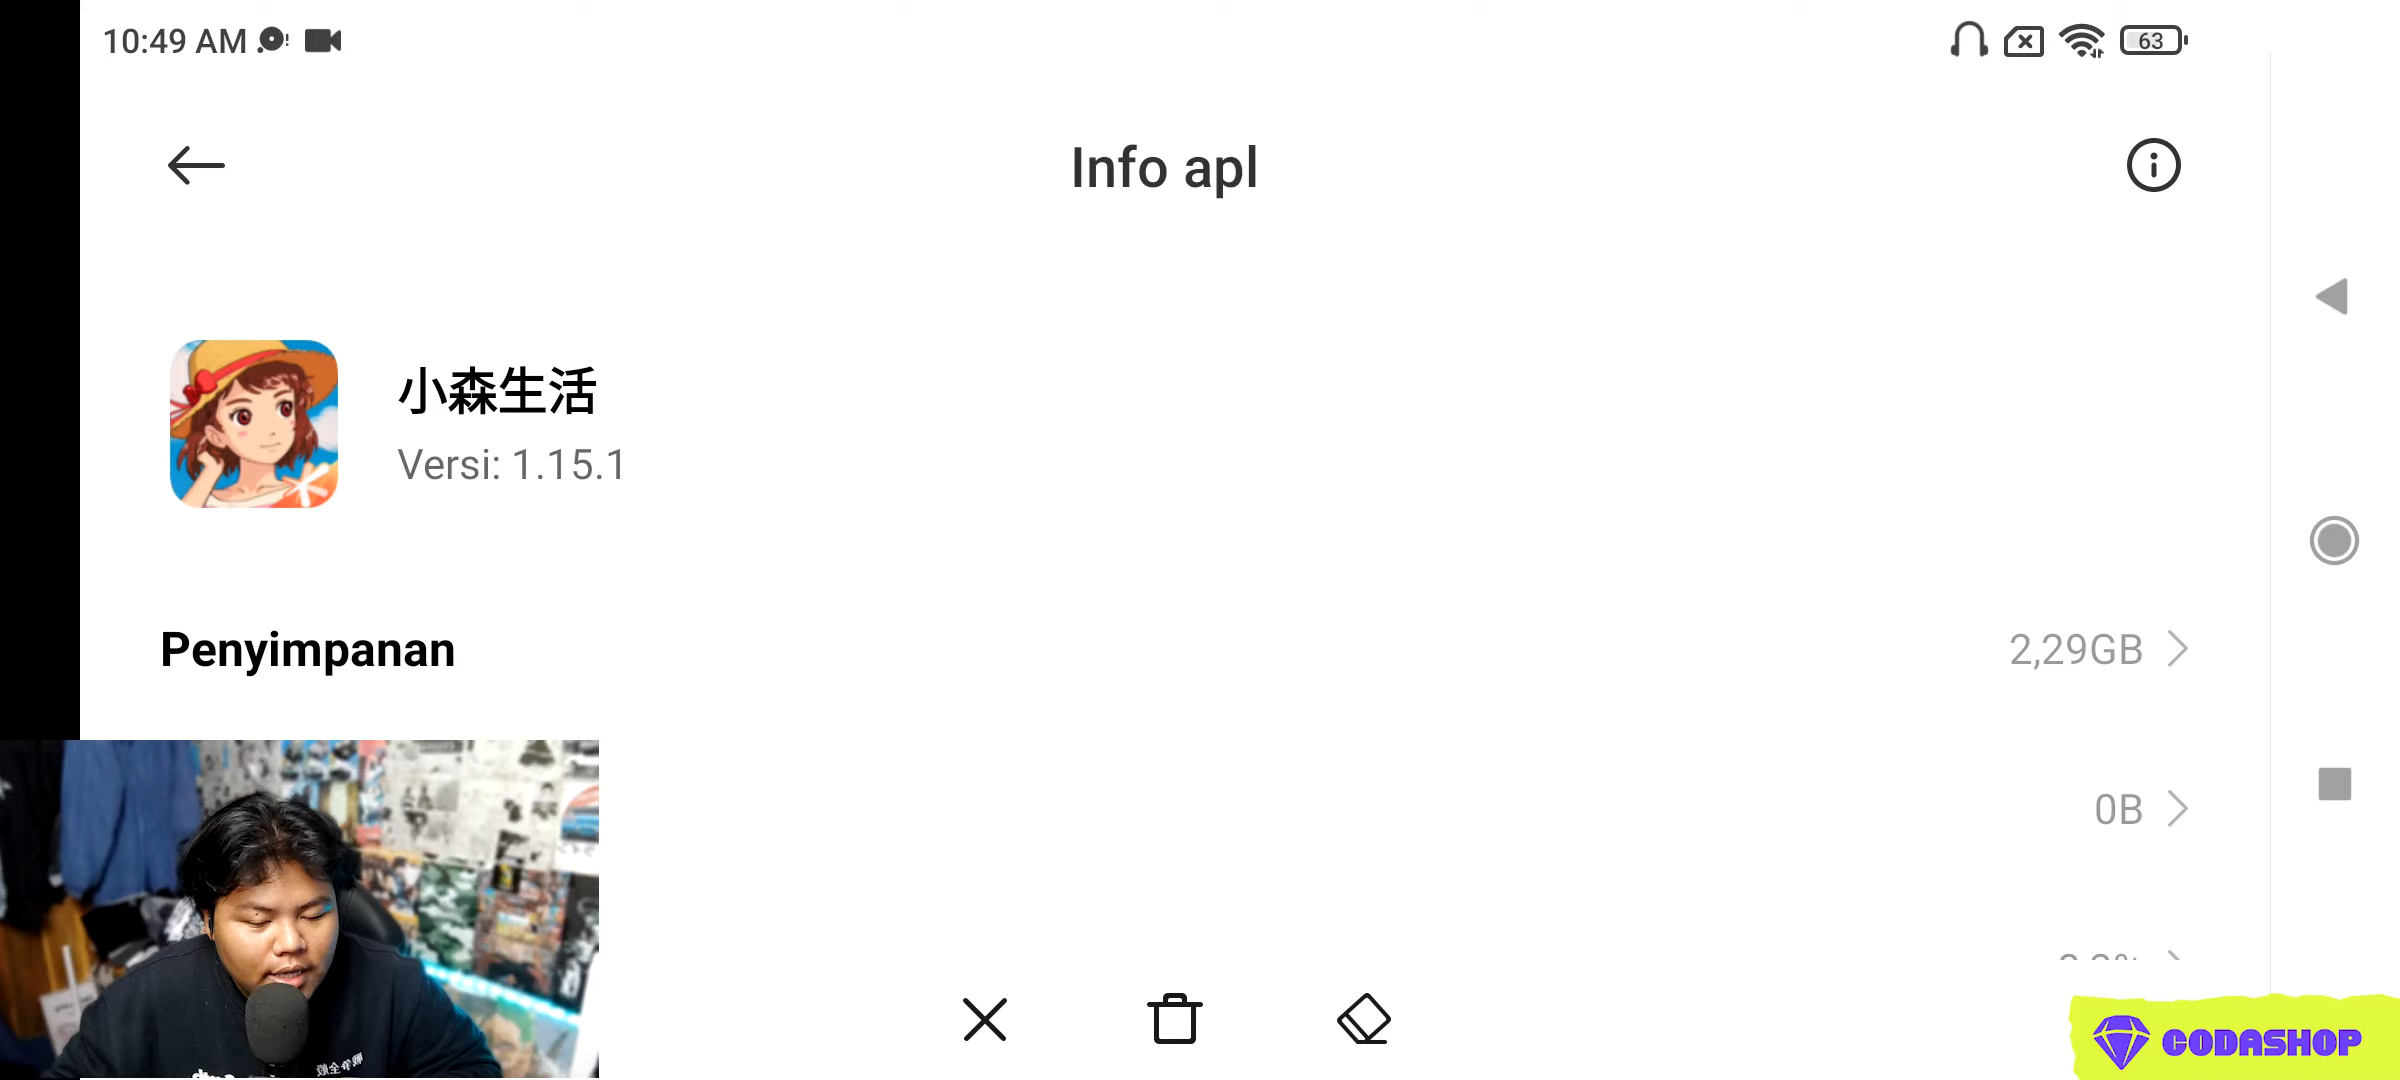 10:49 AM
63
Info apl
小森生活
Versi: 1.15.1
Penyimpanan
2,29GB
0B
CODASHOP